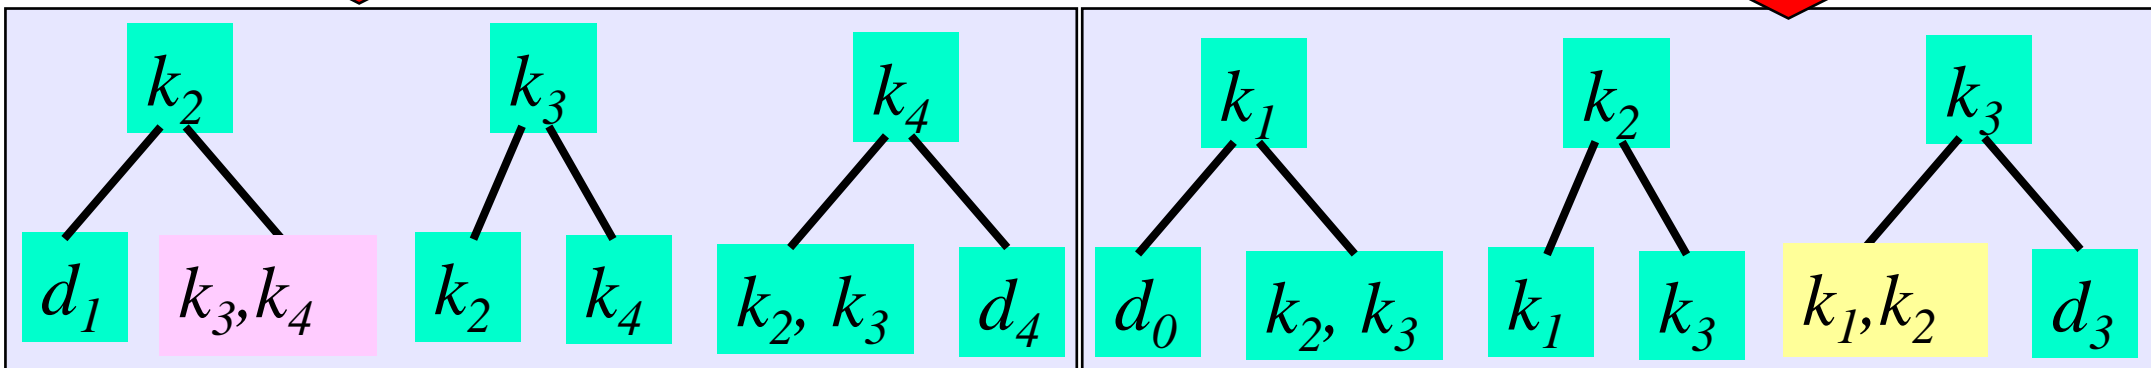 k₂ k₃ k₄ k₁ k₂ k₃
d₁ k₃,k₄ k₂ k₄ k₂, k₃ d₄ d₀ k₂, k₃ k₁ k₃ k₁,k₂ d₃